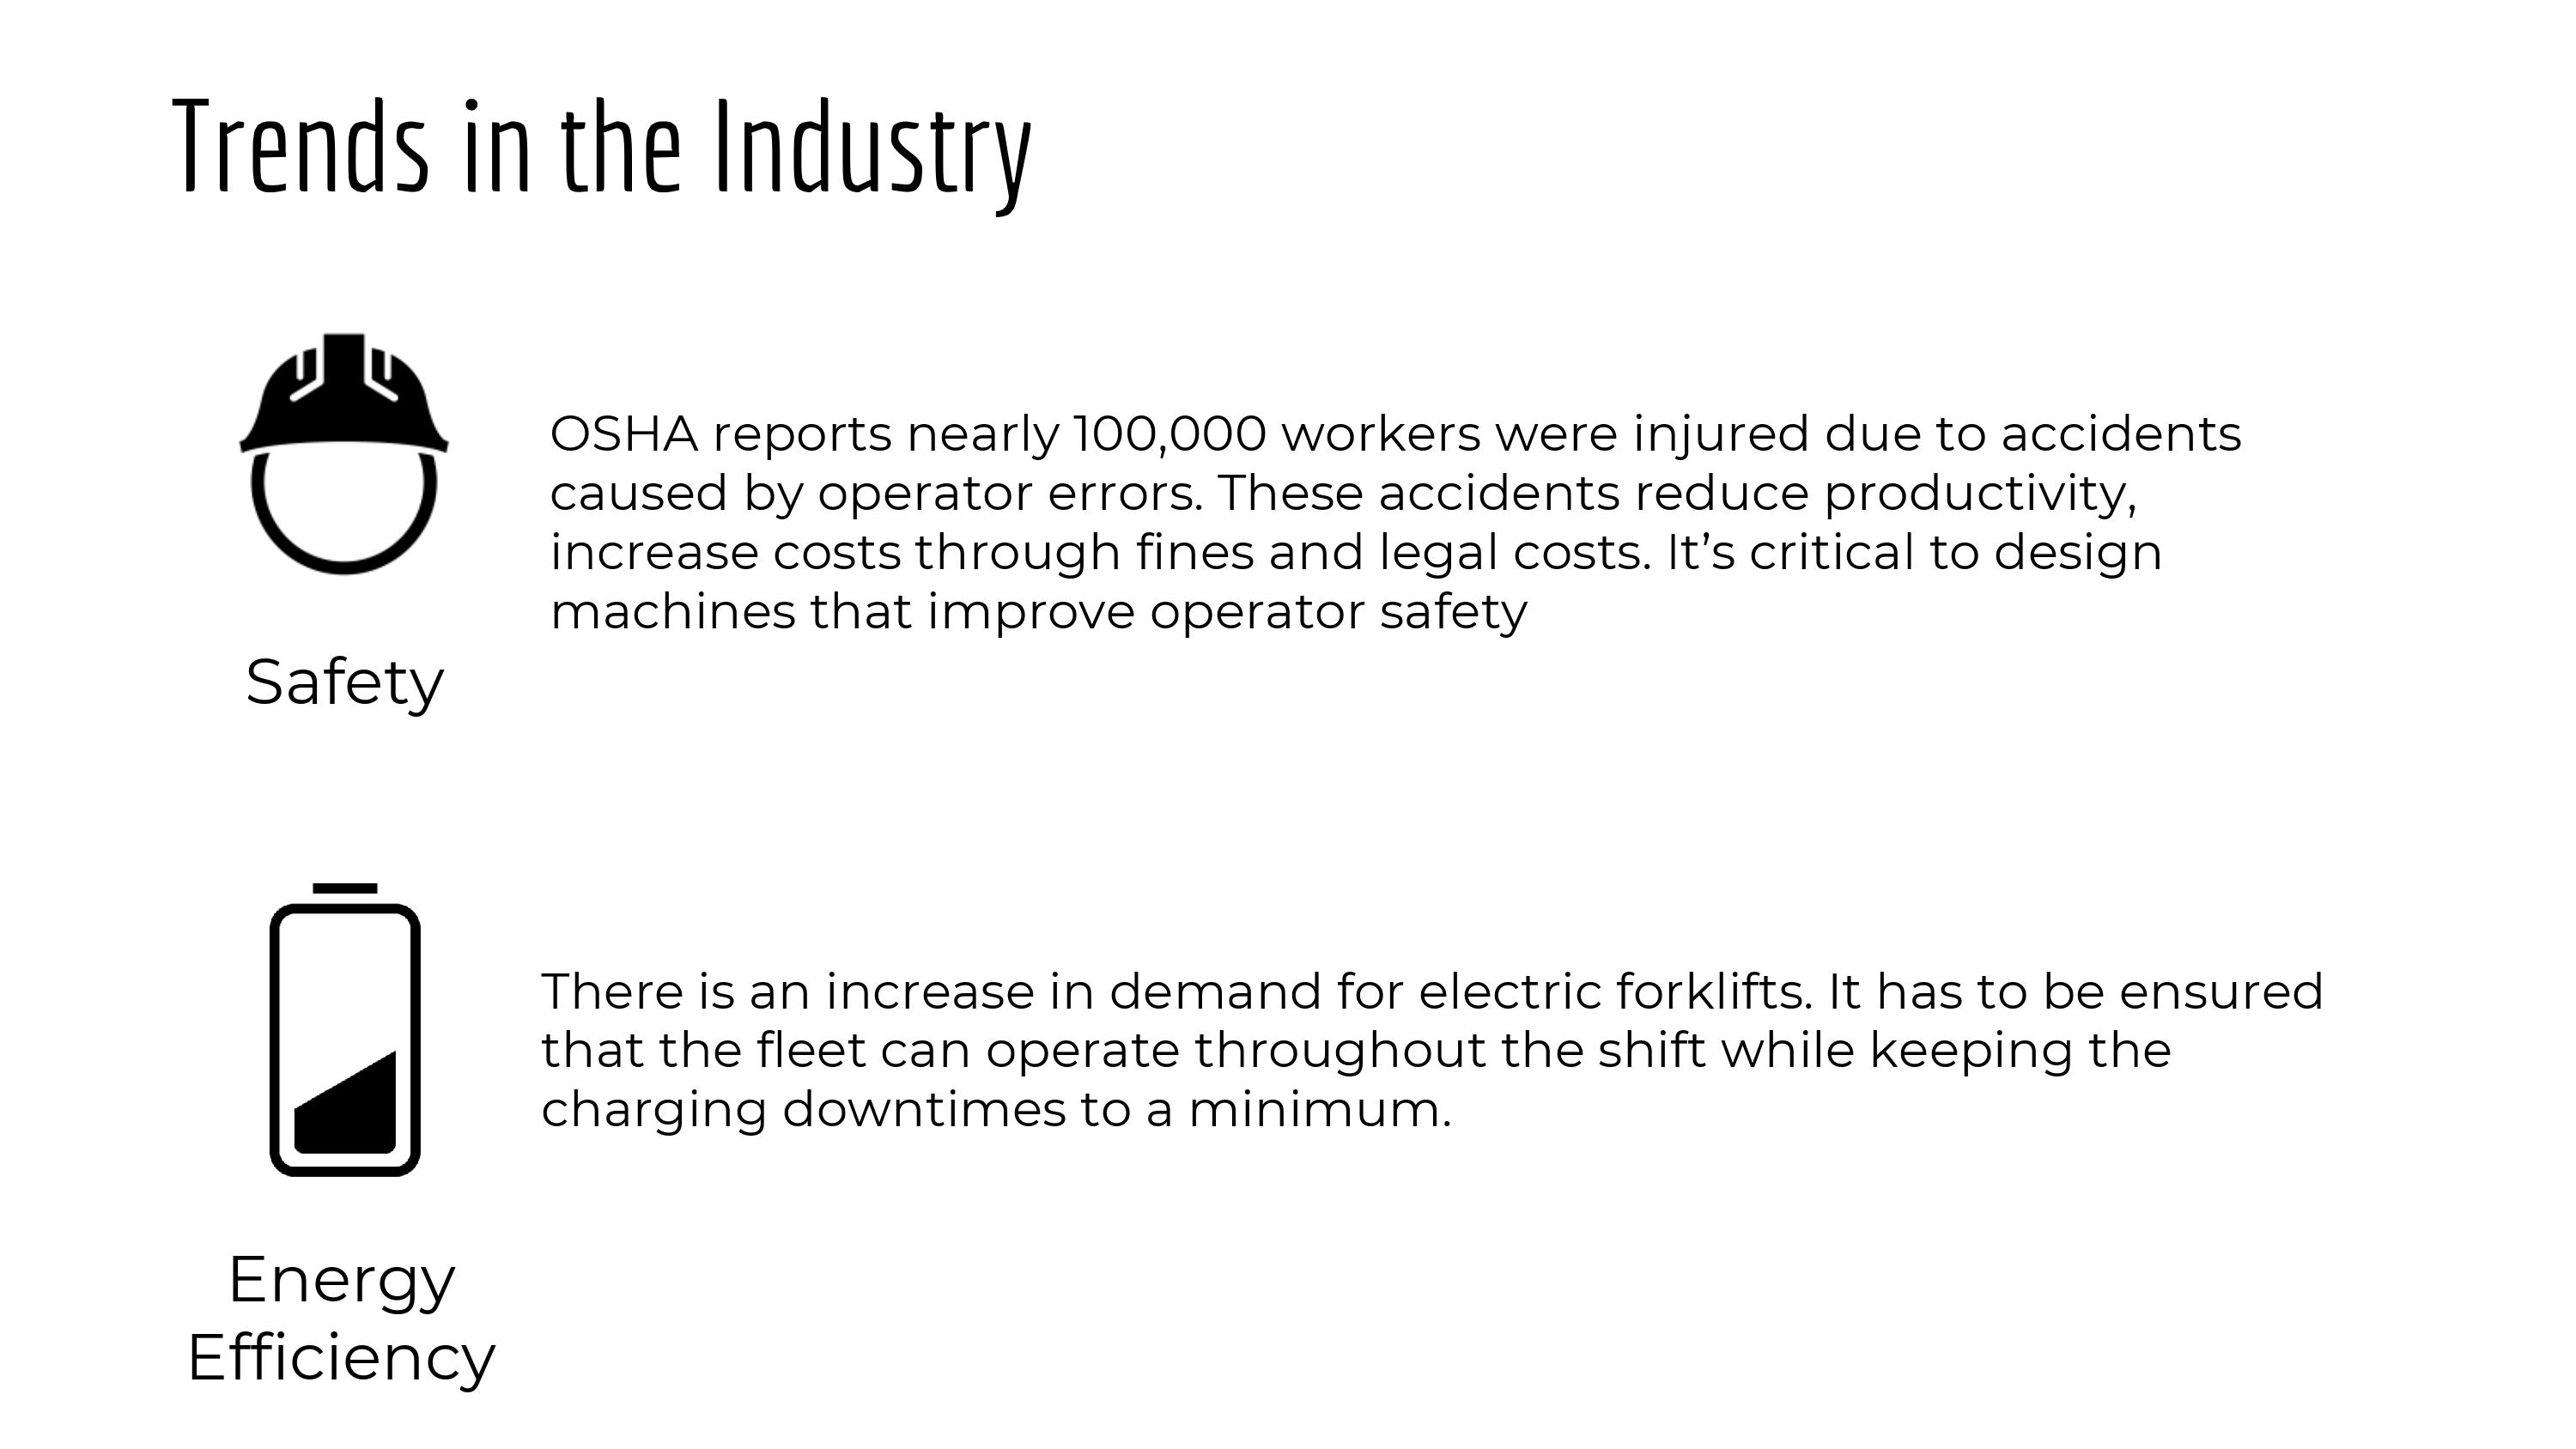 Trends in the Industry
OSHA reports nearly 100,000 workers were injured due to accidents
caused by operator errors. These accidents reduce productivity,
increase costs through fines and legal costs. It’s critical to design
machines that improve operator safety
Safety
There is an increase in demand for electric forklifts. It has to be ensured
that the fleet can operate throughout the shift while keeping the
charging downtimes to a minimum.
Energy
Efficiency